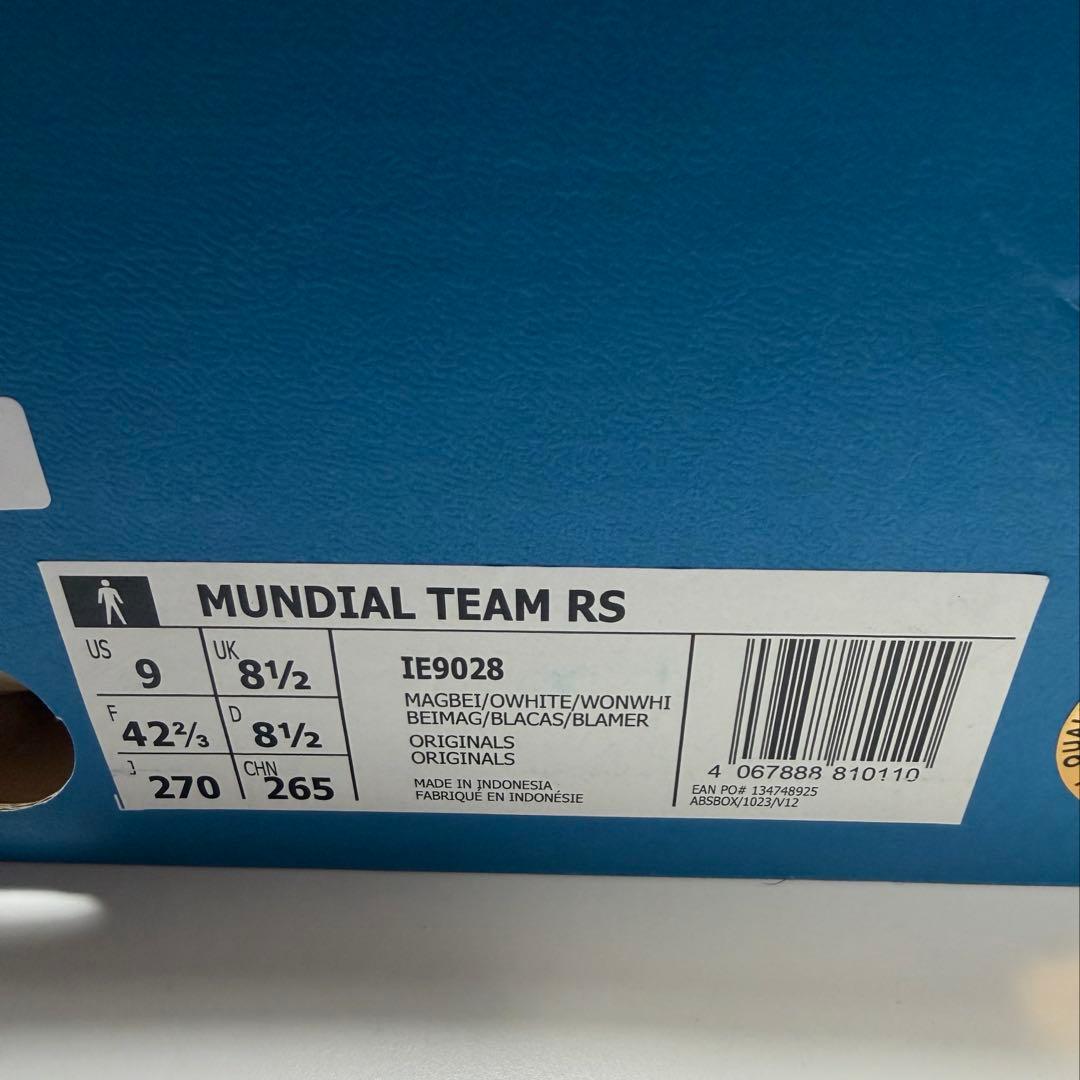 MUNDIAL TEAM RS
US 9 UK 8½
F 42⅔ D 8½
J 270 CHN 265
IE9028
MAGBEI/OWHITE/WONWHI
BEIMAG/BLACAS/BLAMER
ORIGINALS
ORIGINALS
MADE IN INDONESIA
FABRIQUÉ EN INDONÉSIE
4 067888 810110
EAN PO# 134748925
ABSBOX/1023/V12